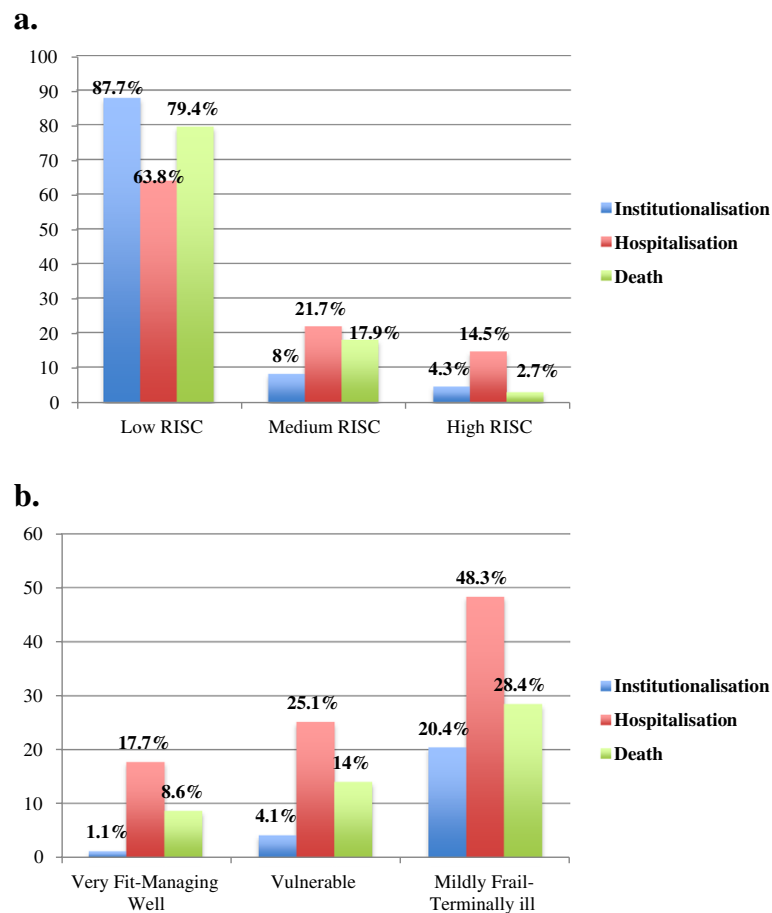 a.
100
90
80
70
60
50
40
30
20
10
0
87.7%
63.8%
79.4%
8%
21.7%
17.9%
4.3%
14.5%
2.7%
Low RISC
Medium RISC
High RISC
Institutionalisation
Hospitalisation
Death
b.
60
50
40
30
20
10
0
1.1%
17.7%
8.6%
4.1%
25.1%
14%
20.4%
48.3%
28.4%
Very Fit-Managing
Well
Vulnerable
Mildly Frail-
Terminally ill
Institutionalisation
Hospitalisation
Death